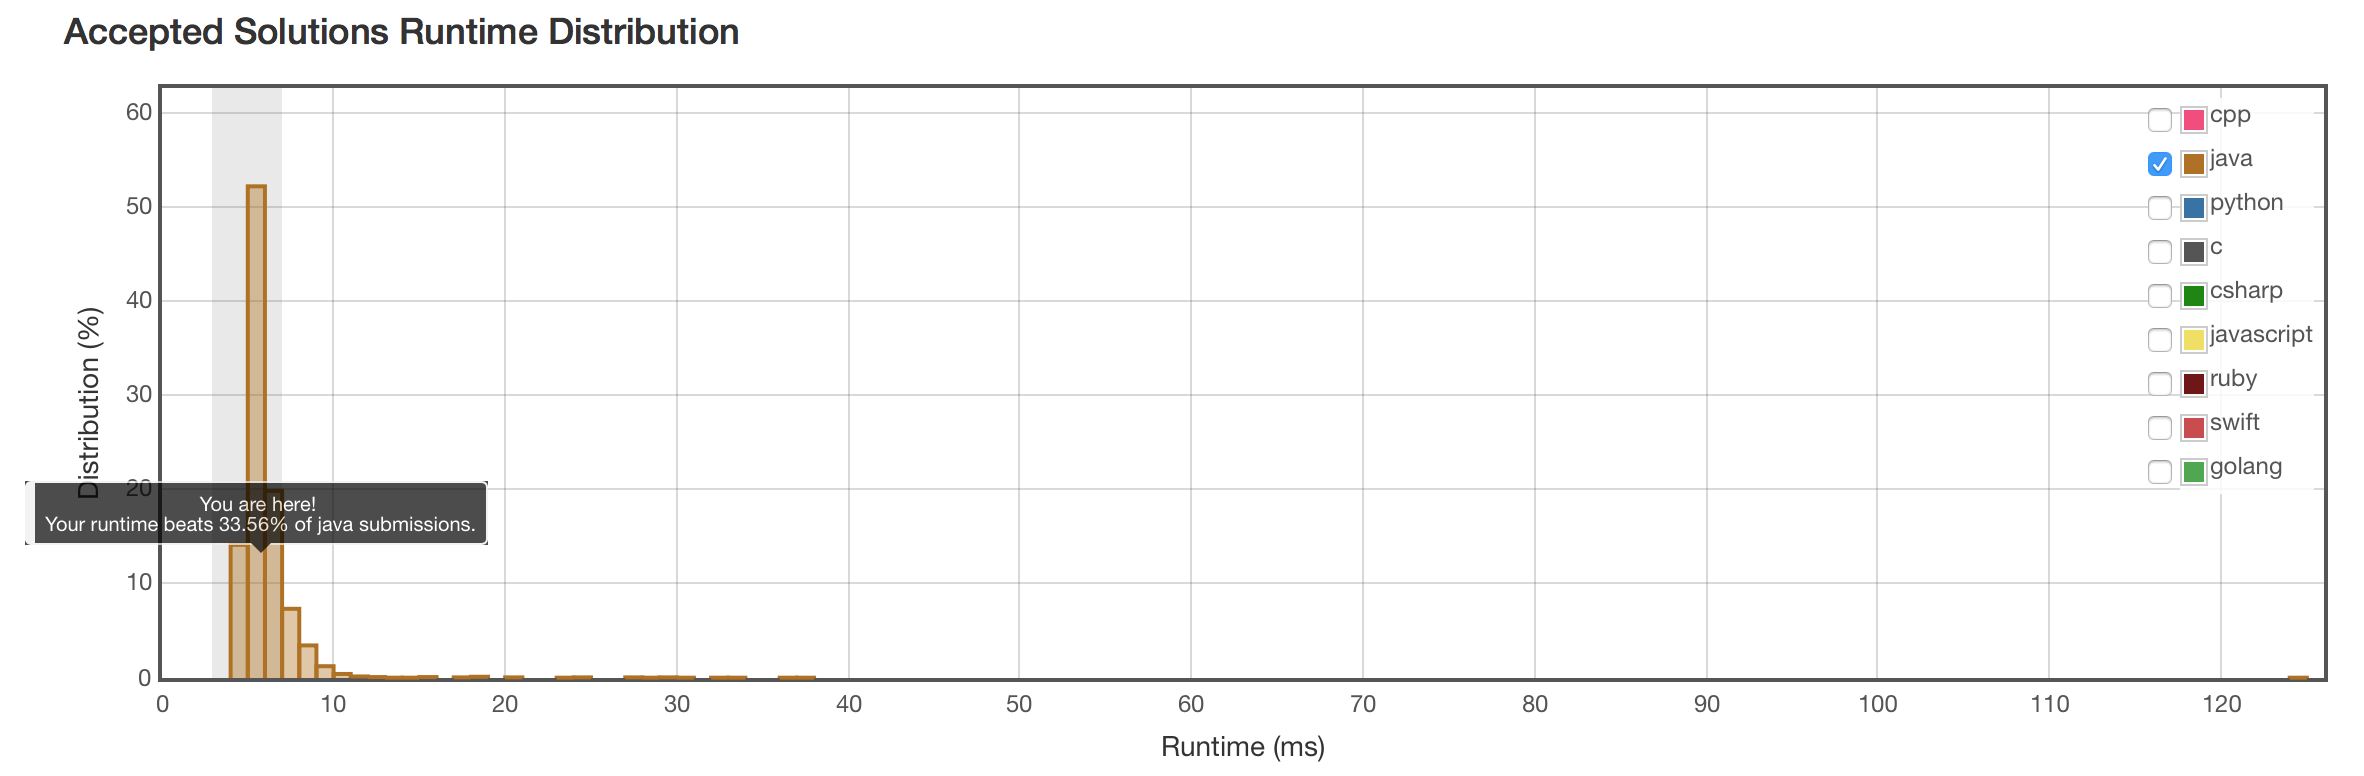 Accepted Solutions Runtime Distribution
60
50
40
30
20
10
0
Distribution (%)
You are here!
Your runtime beats 33.56% of java submissions.
cpp
java
python
c
csharp
javascript
ruby
swift
golang
0 10 20 30 40 50 60 70 80 90 100 110 120
Runtime (ms)